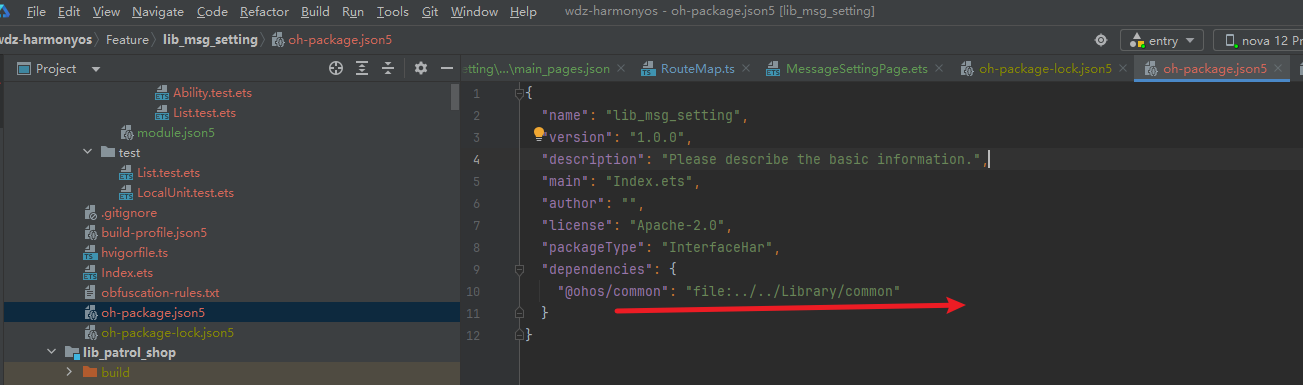 File Edit View Navigate Code Refactor Build Run Tools Git Window Help wdz-harmonyos - oh-package.json5 [lib_msg_setting]
wdz-harmonyos Feature lib_msg_setting oh-package.json5 entry nova 12 Pr
Project etting\...\main_pages.json RouteMap.ts MessageSettingPage.ets oh-package-lock.json5 oh-package.json5
Ability.test.ets
List.test.ets
module.json5
test
List.test.ets
LocalUnit.test.ets
.gitignore
build-profile.json5
hvigorfile.ts
Index.ets
obfuscation-rules.txt
oh-package.json5
oh-package-lock.json5
lib_patrol_shop
build
1 {
2 "name": "lib_msg_setting",
3 "version": "1.0.0",
4 "description": "Please describe the basic information.",
5 "main": "Index.ets",
6 "author": "",
7 "license": "Apache-2.0",
8 "packageType": "InterfaceHar",
9 "dependencies": {
10 "@ohos/common": "file:../../Library/common"
11 }
12 }